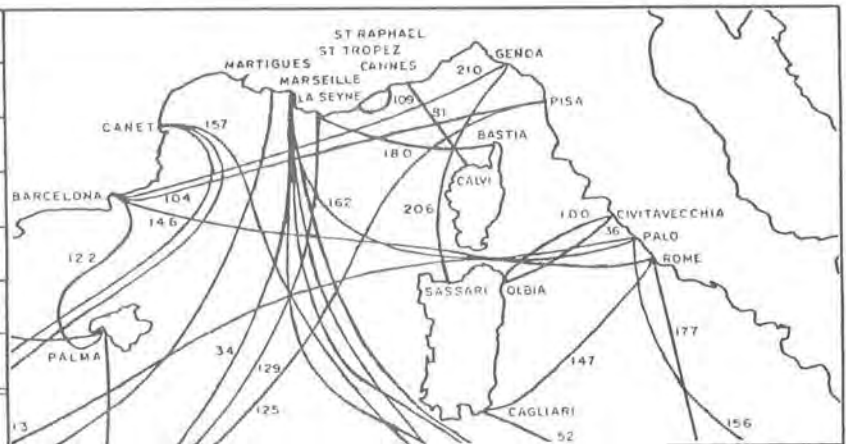 ST RAPHAEL
ST TROPEZ
MARTIGUES
CANNES
210
GENOA
MARSEILLE
LA SEYNE
109
81
PISA
CANET
157
BASTIA
180
CALVI
BARCELONA
104
162
206
100
CIVITAVECCHIA
146
36
PALO
122
ROME
SASSARI
OLBIA
177
PALMA
34
147
129
125
CAGLIARI
13
52
156